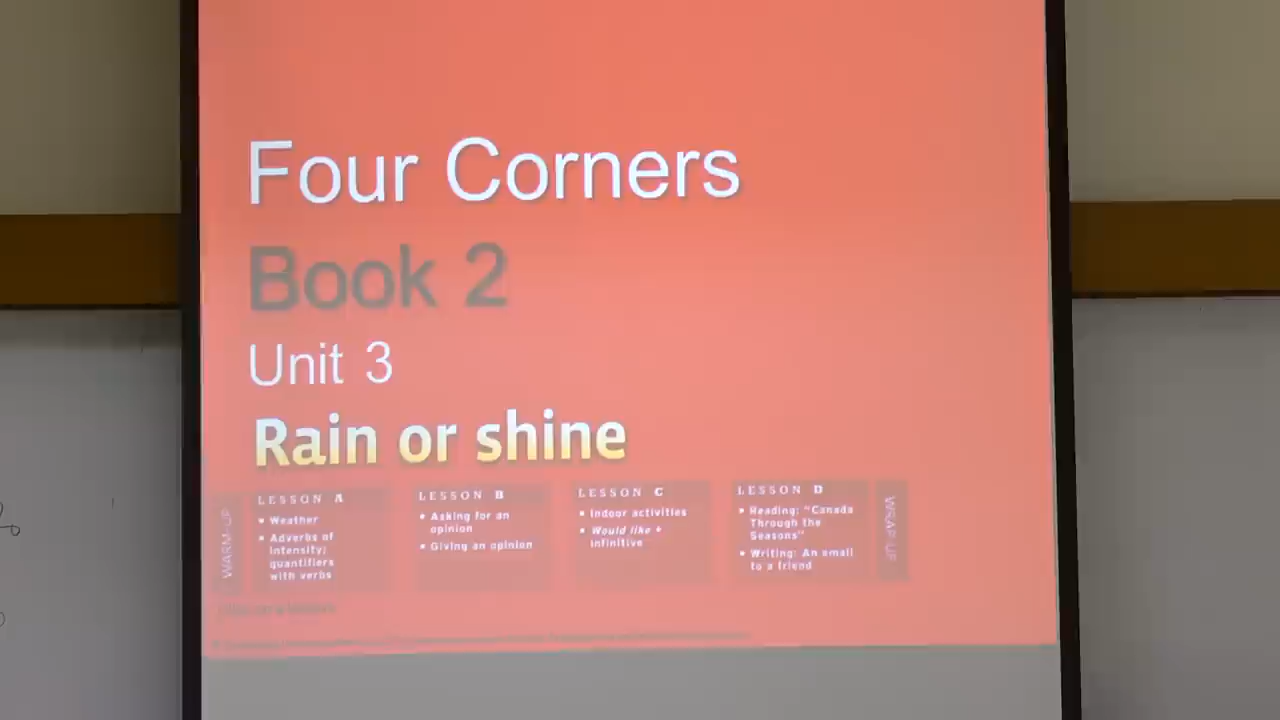 Four Corners
Book 2
Unit 3
Rain or shine
WARM-UP
LESSON A
• Weather
• Adverbs of
intensity;
quantifiers
with verbs
LESSON B
• Asking for an
opinion
• Giving an opinion
LESSON C
• Indoor activities
• Would like +
infinitive
LESSON D
• Reading: "Canada
Through the
Seasons"
• Writing: An email
to a friend
WRAP-UP